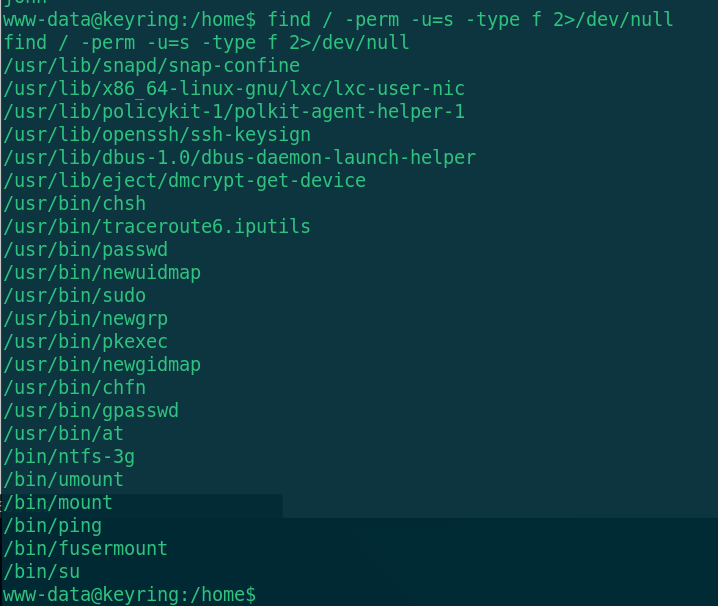 john
www-data@keyring:/home$ find / -perm -u=s -type f 2>/dev/null
find / -perm -u=s -type f 2>/dev/null
/usr/lib/snapd/snap-confine
/usr/lib/x86_64-linux-gnu/lxc/lxc-user-nic
/usr/lib/policykit-1/polkit-agent-helper-1
/usr/lib/openssh/ssh-keysign
/usr/lib/dbus-1.0/dbus-daemon-launch-helper
/usr/lib/eject/dmcrypt-get-device
/usr/bin/chsh
/usr/bin/traceroute6.iputils
/usr/bin/passwd
/usr/bin/newuidmap
/usr/bin/sudo
/usr/bin/newgrp
/usr/bin/pkexec
/usr/bin/newgidmap
/usr/bin/chfn
/usr/bin/gpasswd
/usr/bin/at
/bin/ntfs-3g
/bin/umount
/bin/mount
/bin/ping
/bin/fusermount
/bin/su
www-data@keyring:/home$